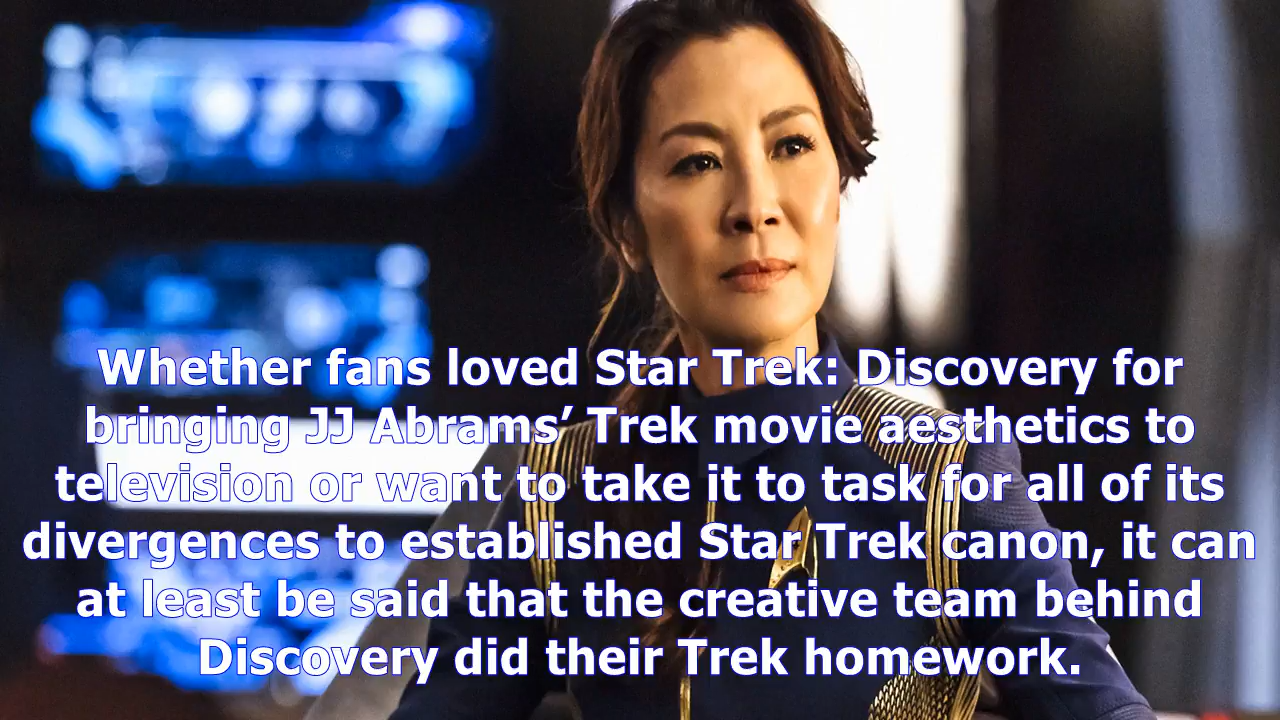 Whether fans loved Star Trek: Discovery for
bringing JJ Abrams’ Trek movie aesthetics to
television or want to take it to task for all of its
divergences to established Star Trek canon, it can
at least be said that the creative team behind
Discovery did their Trek homework.